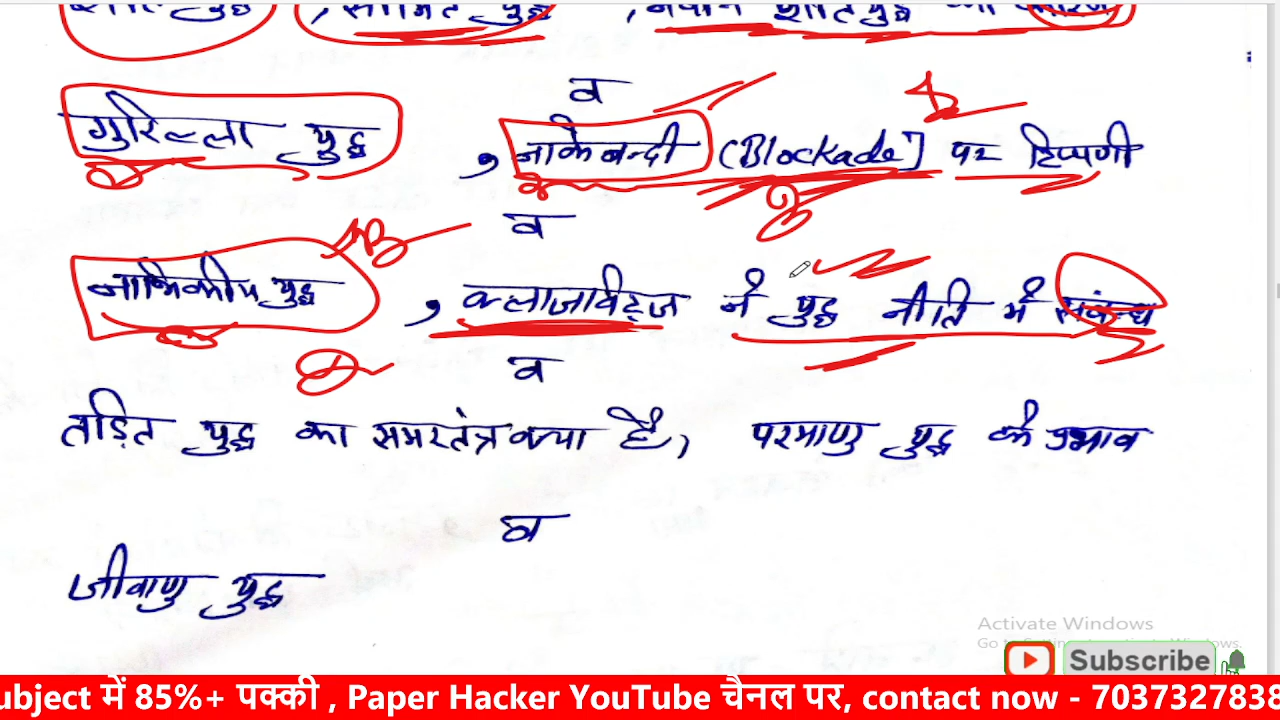 , सीमित युद्ध ,
व
गुरिल्ला युद्ध , नाकेबन्दी (Blockade) पर टिप्पणी
व
नाभिकीय युद्ध , क्लाजाविट्ज ने युद्ध नीति में संबन्ध
व
तड़ित युद्ध का समरतंत्र क्या है, परमाणु युद्ध के प्रभाव
व
जीवाणु युद्ध
Activate Windows
Subscribe
ubject में 85%+ पक्की , Paper Hacker YouTube चैनल पर, contact now - 7037327838